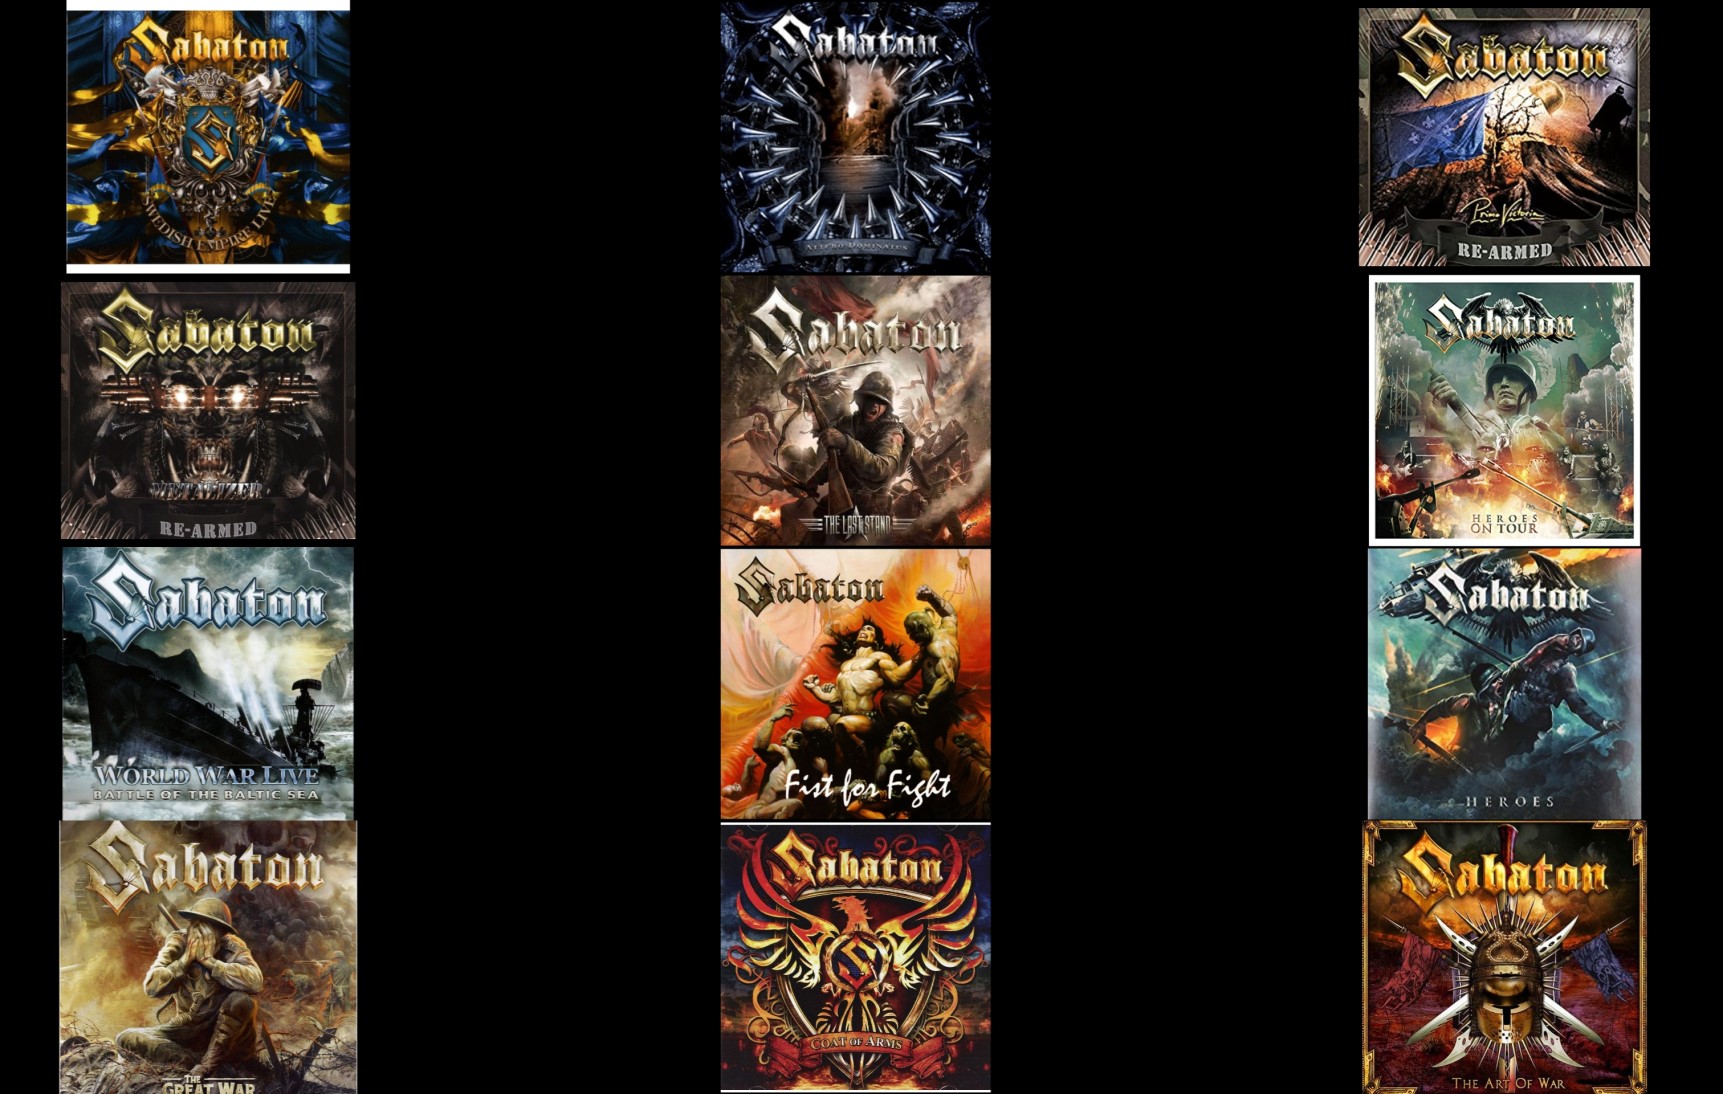 Sabaton
SWEDISH EMPIRE LIVE
Sabaton
ATTERO DOMINATUS
Sabaton
Primo Victoria
RE-ARMED
Sabaton
METALIZER
RE-ARMED
Sabaton
THE LAST STAND
Sabaton
HEROES
ON TOUR
Sabaton
WORLD WAR LIVE
BATTLE OF THE BALTIC SEA
Sabaton
Fist for Fight
Sabaton
HEROES
Sabaton
THE
GREAT WAR
Sabaton
COAT OF ARMS
Sabaton
THE ART OF WAR